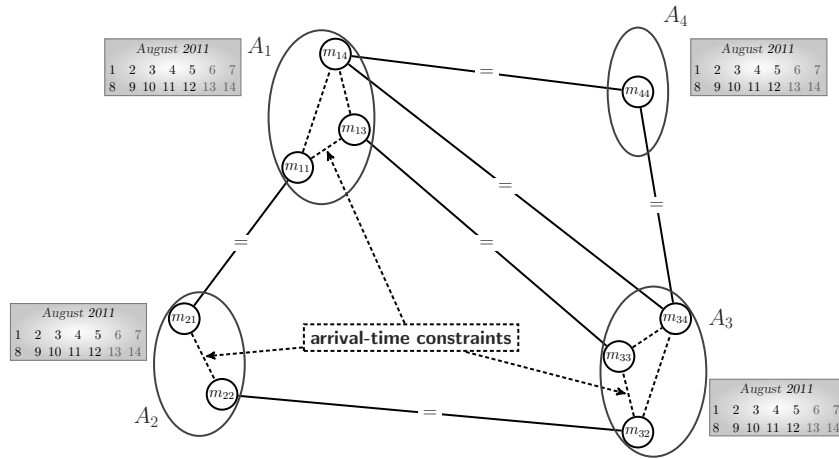 A₁
A₄
August 2011
1 2 3 4 5 6 7
8 9 10 11 12 13 14
m₁₄
=
m₄₄
August 2011
1 2 3 4 5 6 7
8 9 10 11 12 13 14
m₁₃
m₁₁
=
=
=
=
August 2011
1 2 3 4 5 6 7
8 9 10 11 12 13 14
m₂₁
arrival-time constraints
m₃₄
A₃
m₃₃
August 2011
1 2 3 4 5 6 7
8 9 10 11 12 13 14
m₂₂
A₂
=
m₃₂